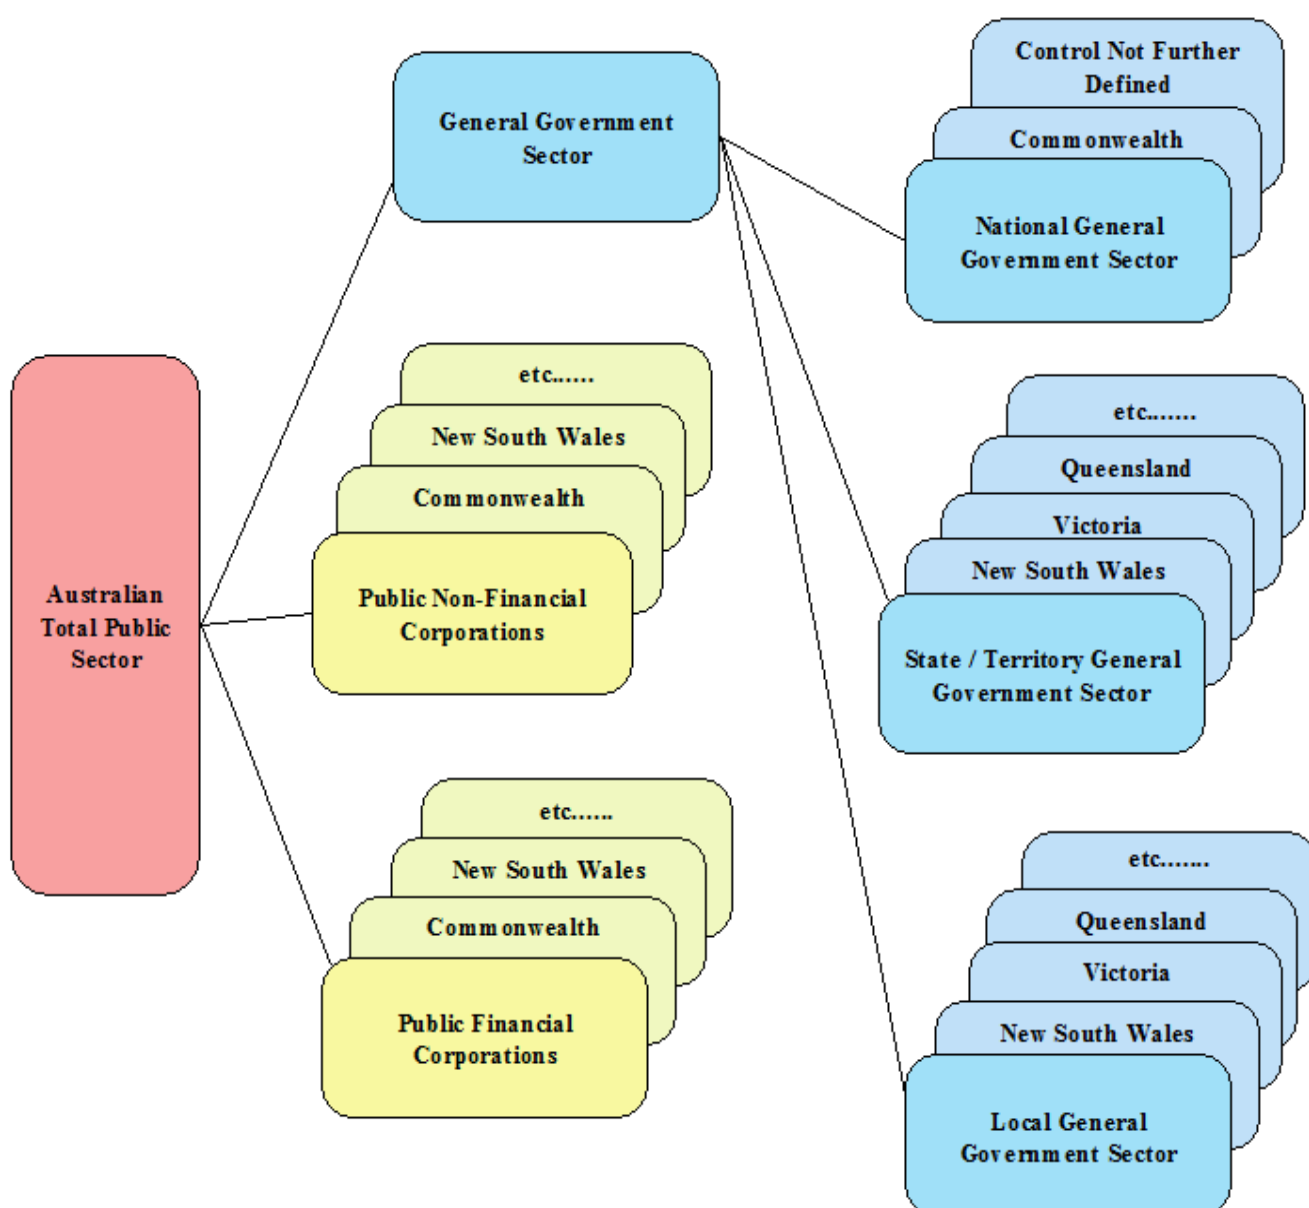 Australian
Total Public
Sector
General Government
Sector
etc......
New South Wales
Commonwealth
Public Non-Financial
Corporations
etc......
New South Wales
Commonwealth
Public Financial
Corporations
Control Not Further
Defined
Commonwealth
National General
Government Sector
etc.......
Queensland
Victoria
New South Wales
State / Territory General
Government Sector
etc.......
Queensland
Victoria
New South Wales
Local General
Government Sector